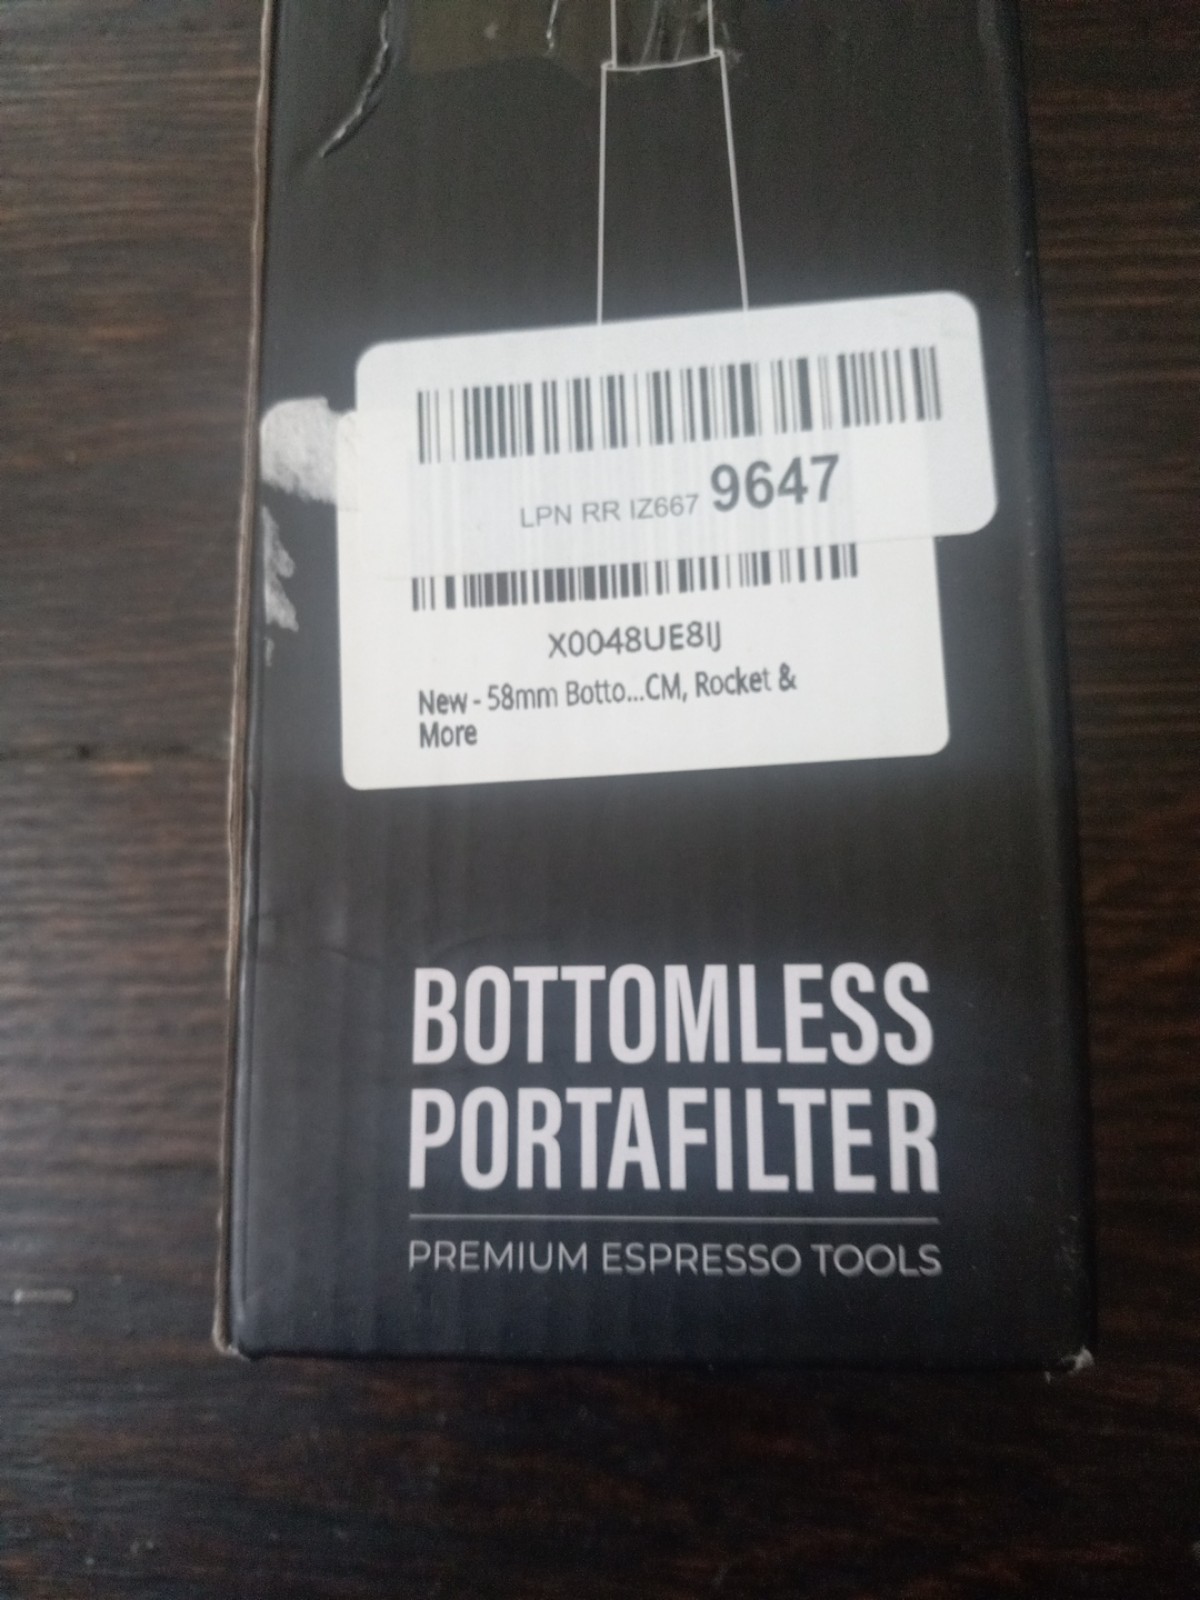 LPN RR IZ667 9647
X0048UE8IJ
New - 58mm Botto...CM, Rocket &
More
BOTTOMLESS
PORTAFILTER
PREMIUM ESPRESSO TOOLS